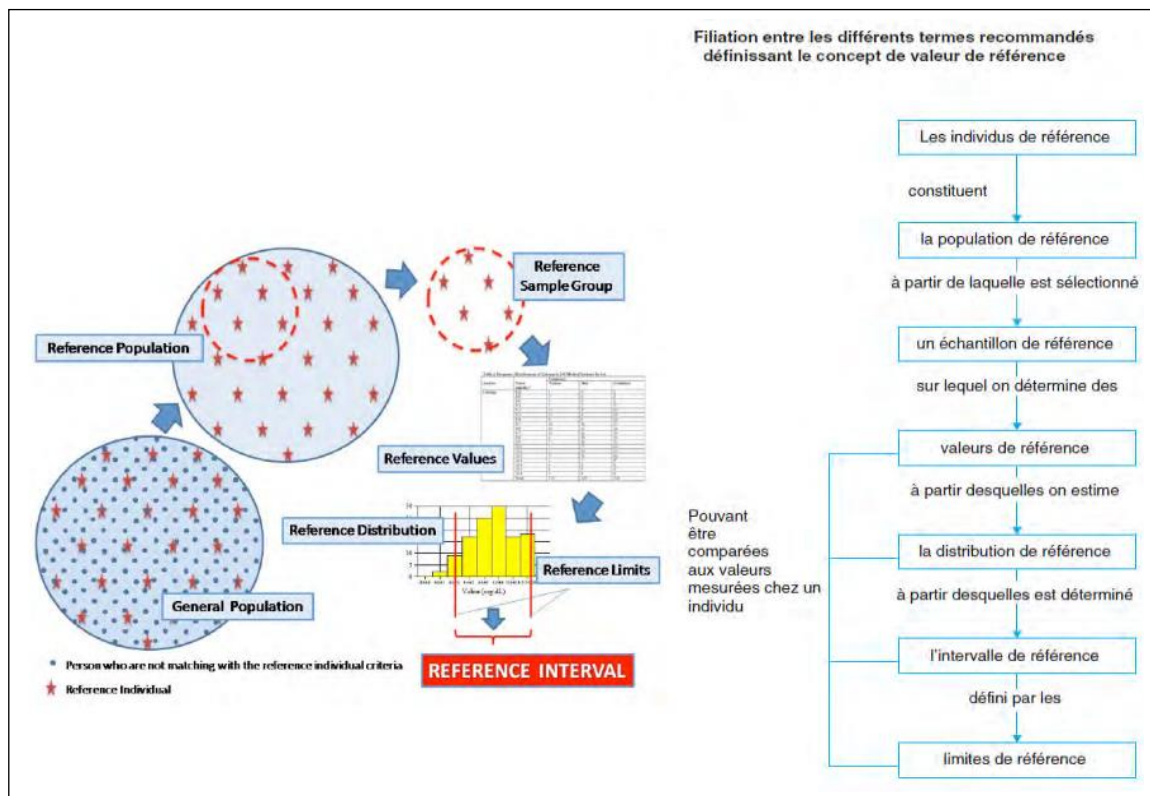 Filiation entre les différents termes recommandés
définissant le concept de valeur de référence
Reference
Sample Group
Reference Population
Reference Values
Reference Distribution
Reference Limits
Value (mg/dL)
General Population
REFERENCE INTERVAL
Person who are not matching with the reference individual criteria
Reference Individual
Les individus de référence
constituent
la population de référence
à partir de laquelle est sélectionné
un échantillon de référence
sur lequel on détermine des
valeurs de référence
à partir desquelles on estime
la distribution de référence
à partir desquelles est déterminé
l'intervalle de référence
défini par les
limites de référence
Pouvant
être
comparées
aux valeurs
mesurées chez un
individu